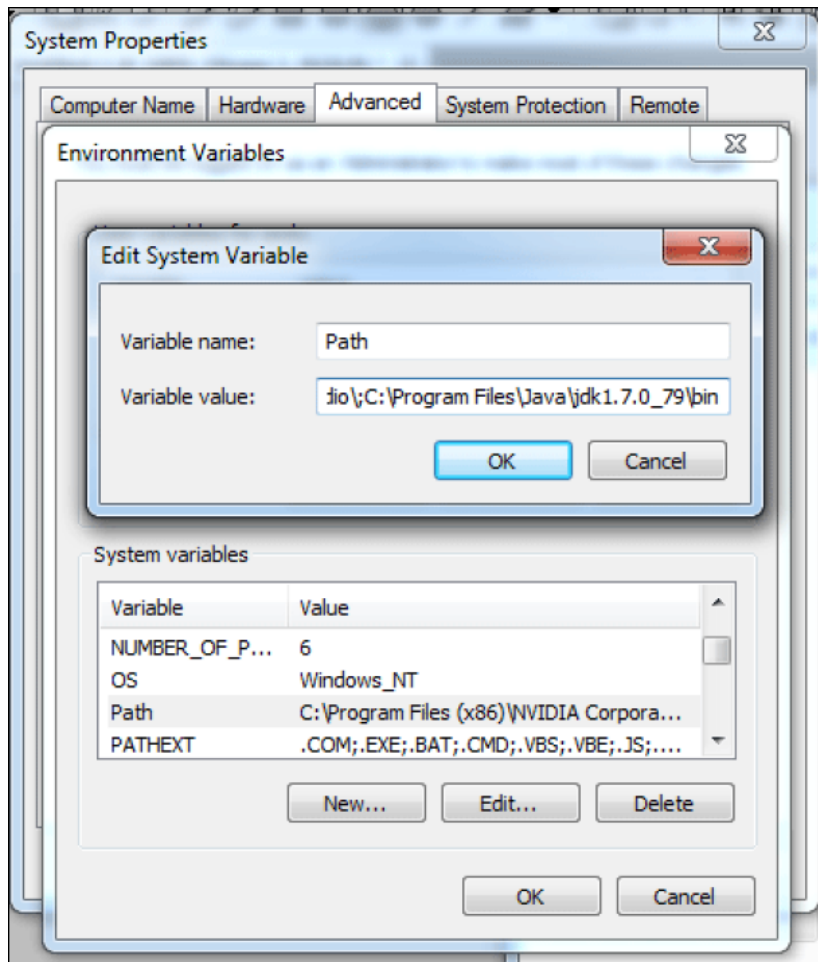 System Properties
Computer Name Hardware Advanced System Protection Remote
Environment Variables
Edit System Variable
Variable name: Path
Variable value: dio\;C:\Program Files\Java\jdk1.7.0_79\bin
OK Cancel
System variables
Variable Value
NUMBER_OF_P... 6
OS Windows_NT
Path C:\Program Files (x86)\NVIDIA Corpora...
PATHEXT .COM;.EXE;.BAT;.CMD;.VBS;.VBE;.JS;....
New... Edit... Delete
OK Cancel